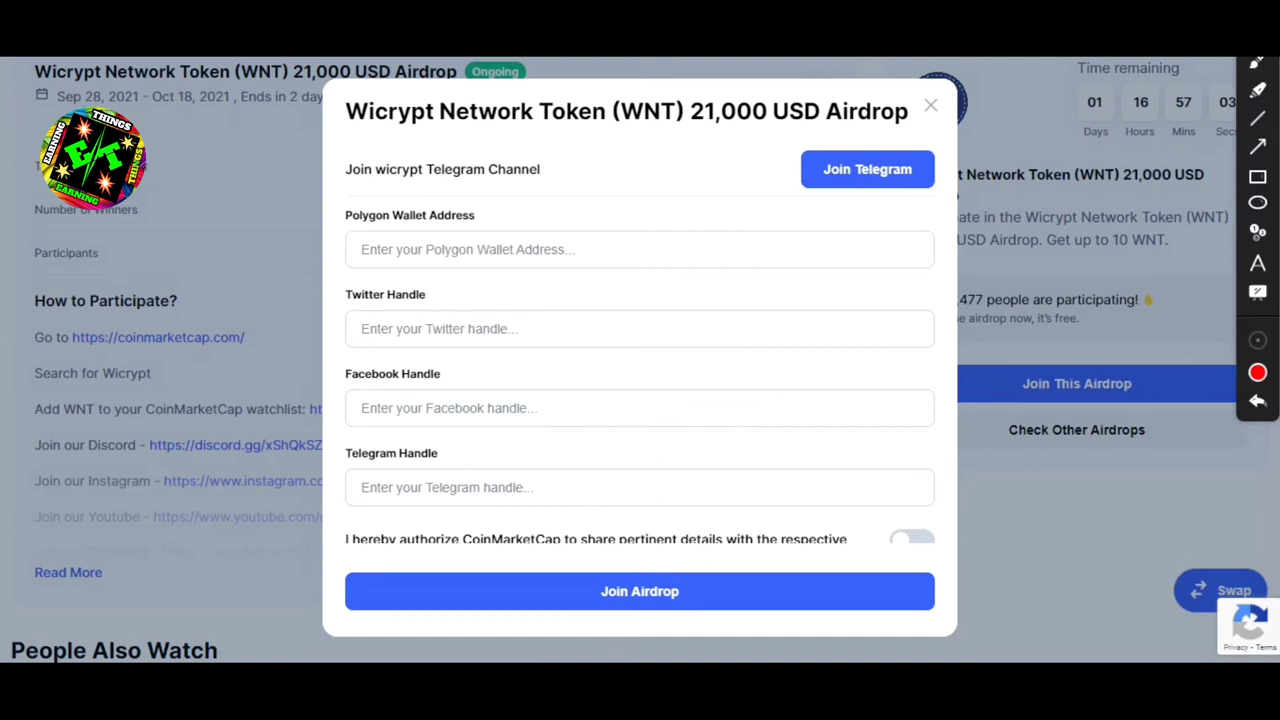 Wicrypt Network Token (WNT) 21,000 USD Airdrop Ongoing
Sep 28, 2021 - Oct 18, 2021 , Ends in 2 day
EARNING THINGS
ET
EARNING THINGS
Number of Winners
Participants
How to Participate?
Go to https://coinmarketcap.com/
Search for Wicrypt
Add WNT to your CoinMarketCap watchlist: ht
Join our Discord - https://discord.gg/xShQkSZ
Join our Instagram - https://www.instagram.co
Join our Youtube - https://www.youtube.com/
Read More
People Also Watch
Wicrypt Network Token (WNT) 21,000 USD Airdrop
Join wicrypt Telegram Channel
Join Telegram
Polygon Wallet Address
Enter your Polygon Wallet Address...
Twitter Handle
Enter your Twitter handle...
Facebook Handle
Enter your Facebook handle...
Telegram Handle
Enter your Telegram handle...
I hereby authorize CoinMarketCap to share pertinent details with the respective
Join Airdrop
Time remaining
01 16 57 03
Days Hours Mins Secs
t Network Token (WNT) 21,000 USD
ate in the Wicrypt Network Token (WNT)
USD Airdrop. Get up to 10 WNT.
,477 people are participating!
e airdrop now, it's free.
Join This Airdrop
Check Other Airdrops
Swap
Privacy - Terms
A